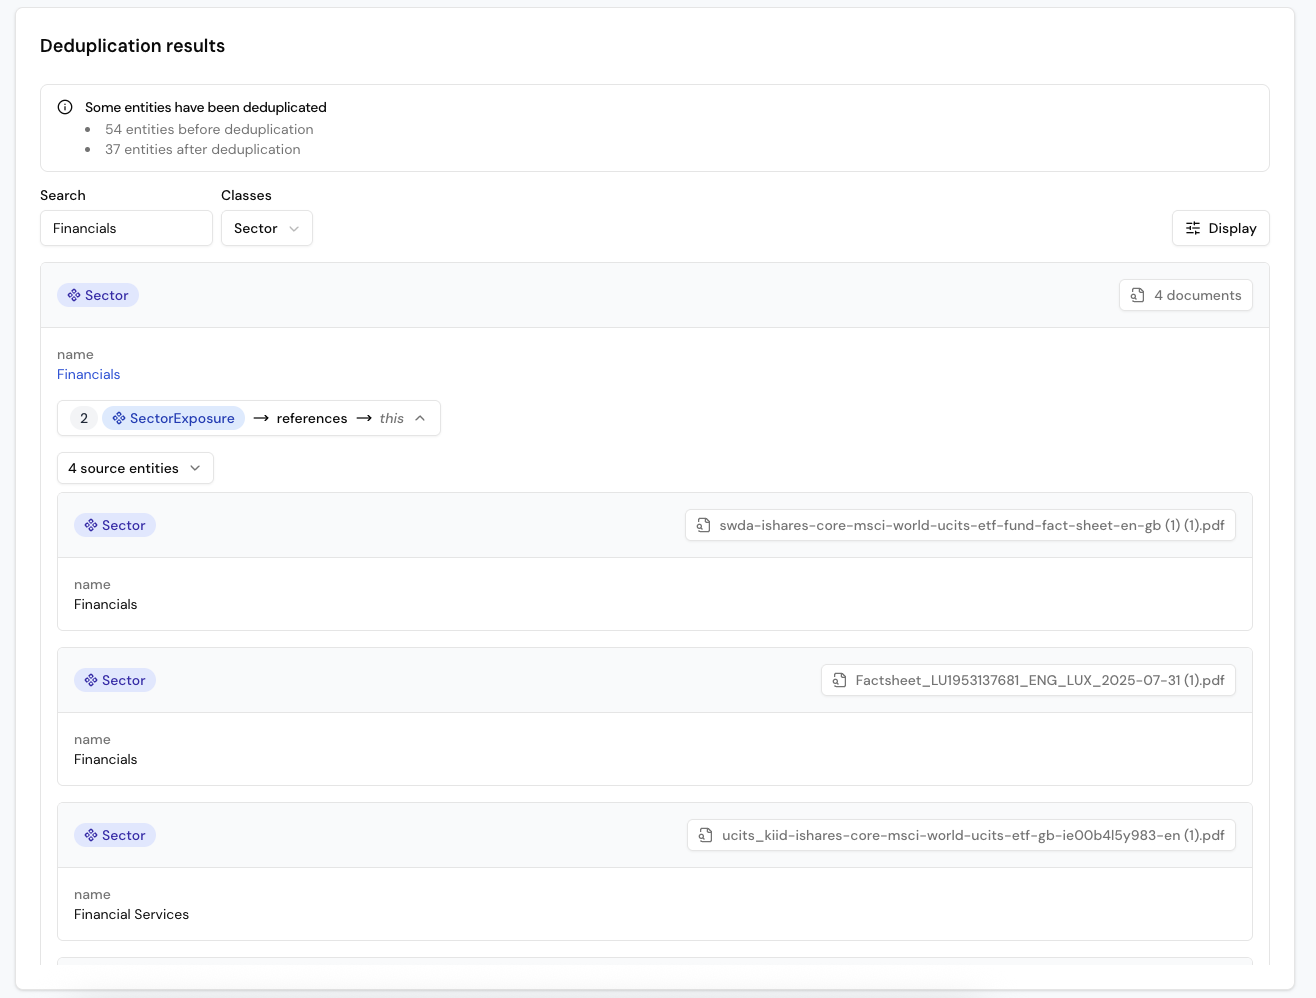 Deduplication results
Some entities have been deduplicated
54 entities before deduplication
37 entities after deduplication
Search
Classes
Financials
Sector
Display
Sector
4 documents
name
Financials
2 SectorExposure → references → this
4 source entities
Sector
swda-ishares-core-msci-world-ucits-etf-fund-fact-sheet-en-gb (1) (1).pdf
name
Financials
Sector
Factsheet_LU1953137681_ENG_LUX_2025-07-31 (1).pdf
name
Financials
Sector
ucits_kiid-ishares-core-msci-world-ucits-etf-gb-ie00b4l5y983-en (1).pdf
name
Financial Services